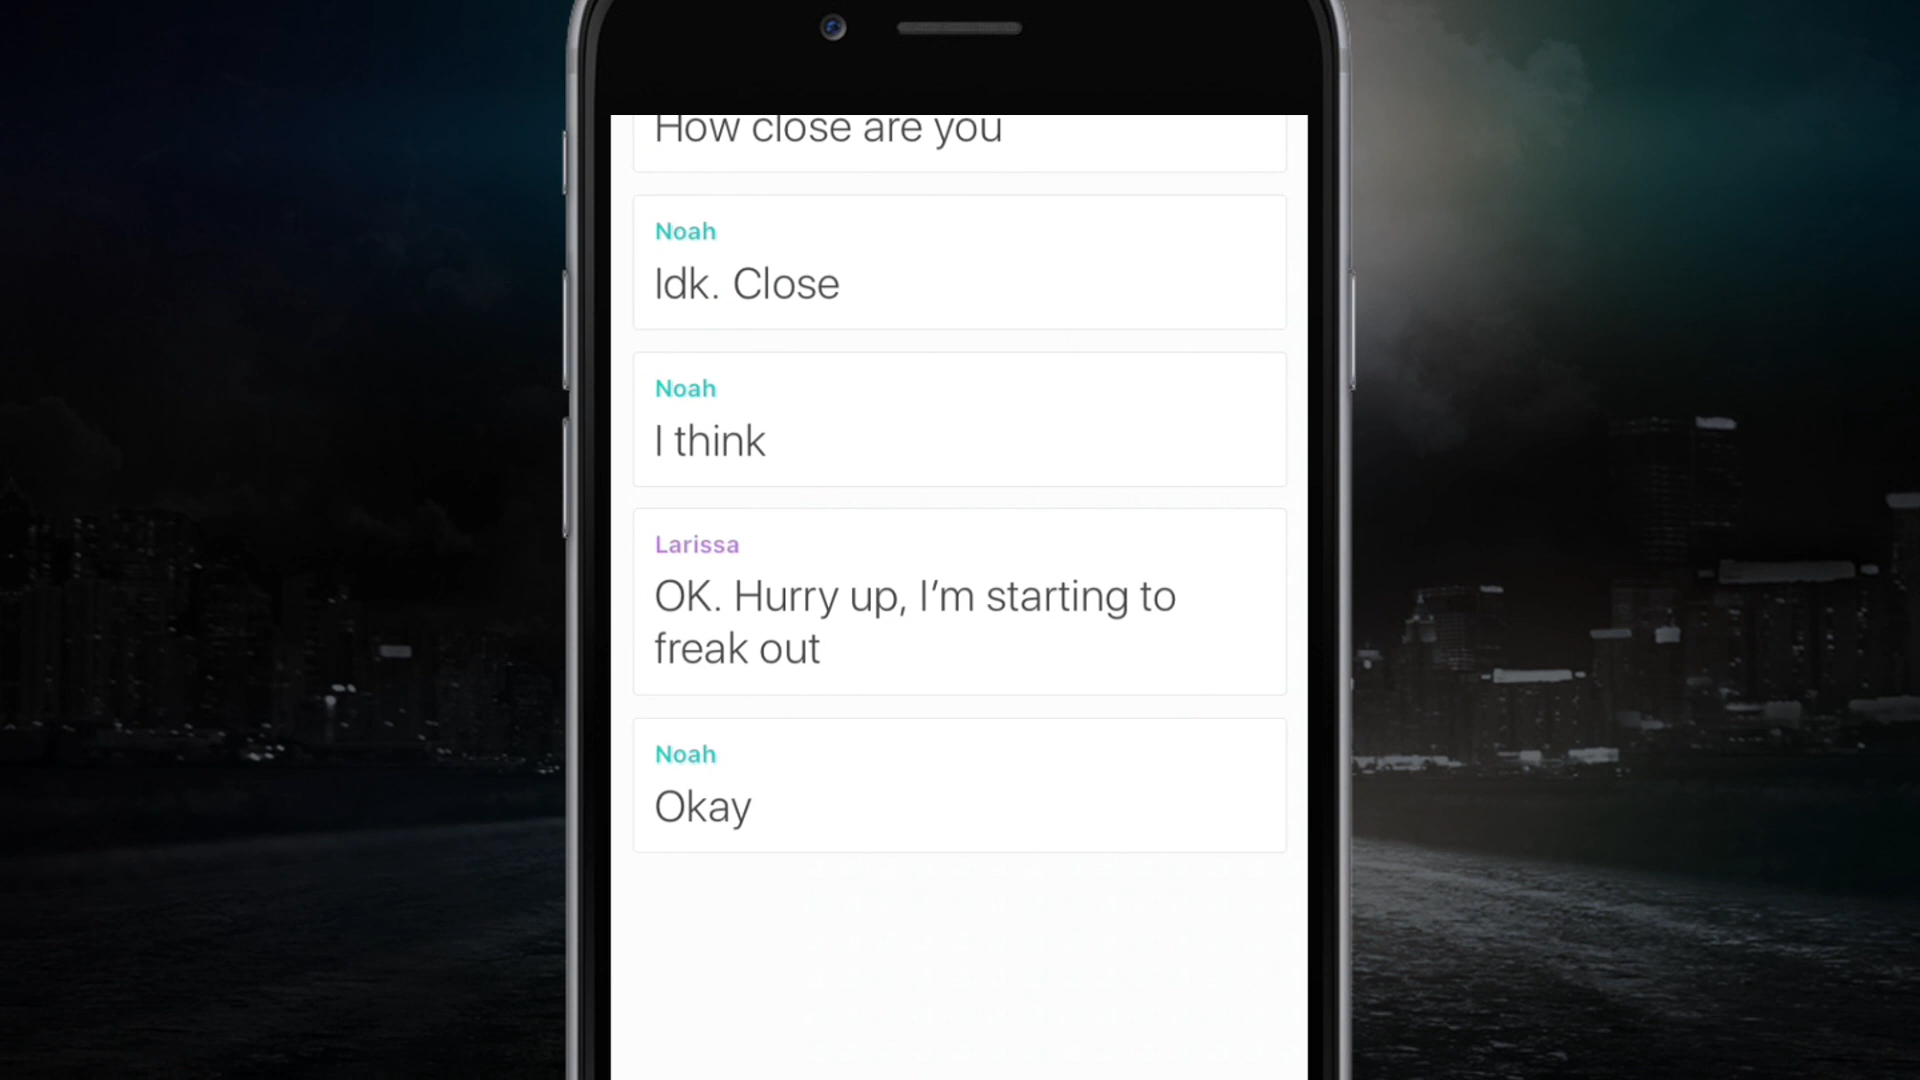 How close are you
Noah
Idk. Close
Noah
I think
Larissa
OK. Hurry up, I’m starting to
freak out
Noah
Okay